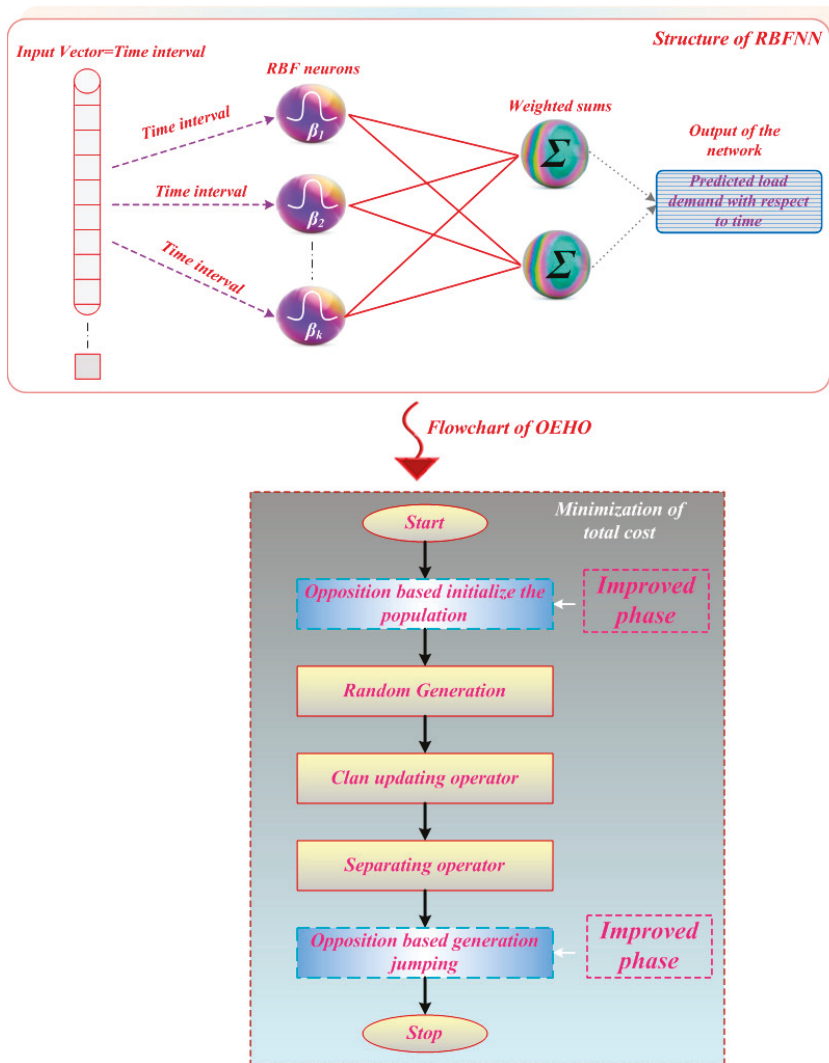 Structure of RBFNN
Input Vector=Time interval
RBF neurons
Weighted sums
Output of the
network
Time interval
Time interval
Time interval
β1
β2
βk
Σ
Σ
Predicted load
demand with respect
to time
Flowchart of OEHO
Minimization of
total cost
Start
Opposition based initialize the
population
Improved
phase
Random Generation
Clan updating operator
Separating operator
Opposition based generation
jumping
Improved
phase
Stop